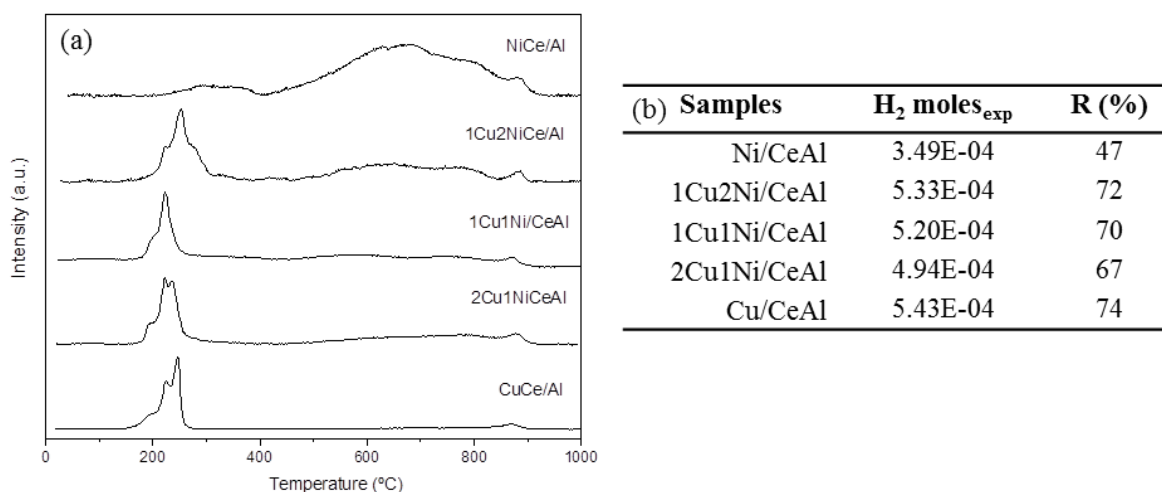 (a)
NiCe/Al
1Cu2NiCe/Al
1Cu1Ni/CeAl
2Cu1NiCeAl
CuCe/Al
Intensity (a.u.)
0 200 400 600 800 1000
Temperature (ºC)
(b) Samples H₂ moles_exp R (%)
Ni/CeAl 3.49E-04 47
1Cu2Ni/CeAl 5.33E-04 72
1Cu1Ni/CeAl 5.20E-04 70
2Cu1Ni/CeAl 4.94E-04 67
Cu/CeAl 5.43E-04 74